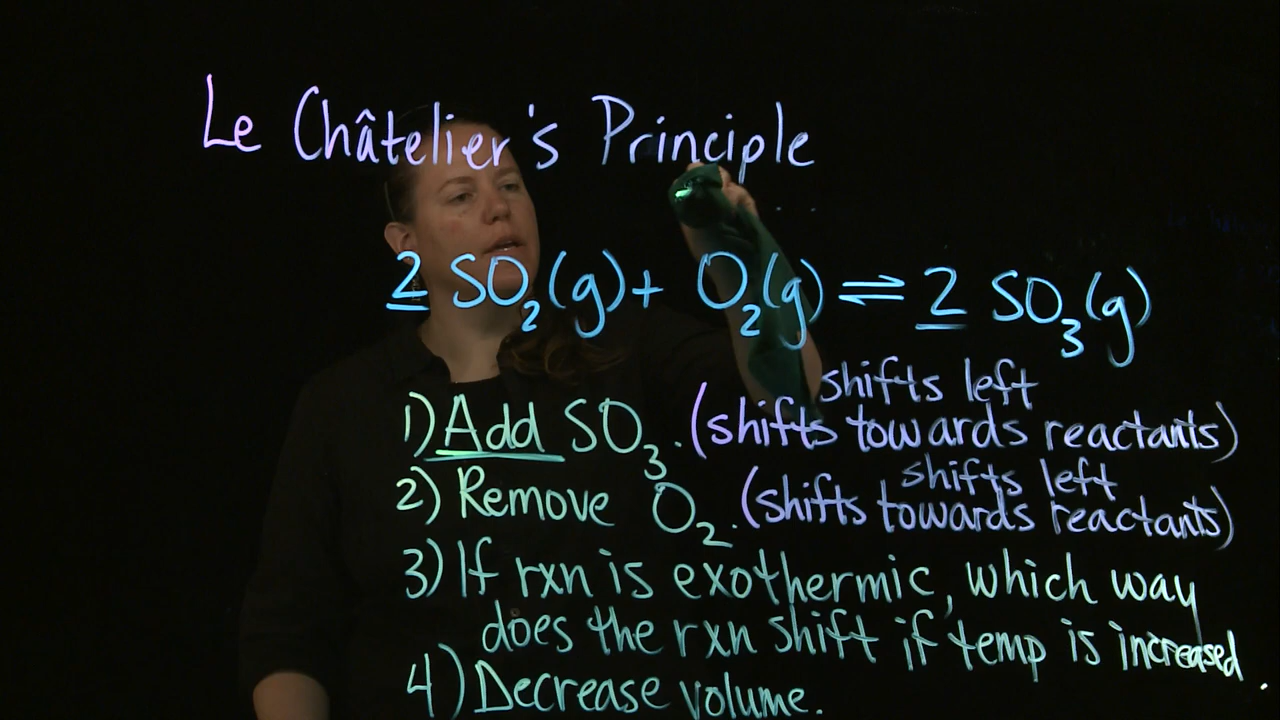 Le Châtelier's Principle
2 SO₂(g) + O₂(g) ⇌ 2 SO₃(g)
shifts left
1) Add SO₃. (shifts towards reactants)
shifts left
2) Remove O₂. (shifts towards reactants)
3) If rxn is exothermic, which way
does the rxn shift if temp is increased.
4) Decrease volume.